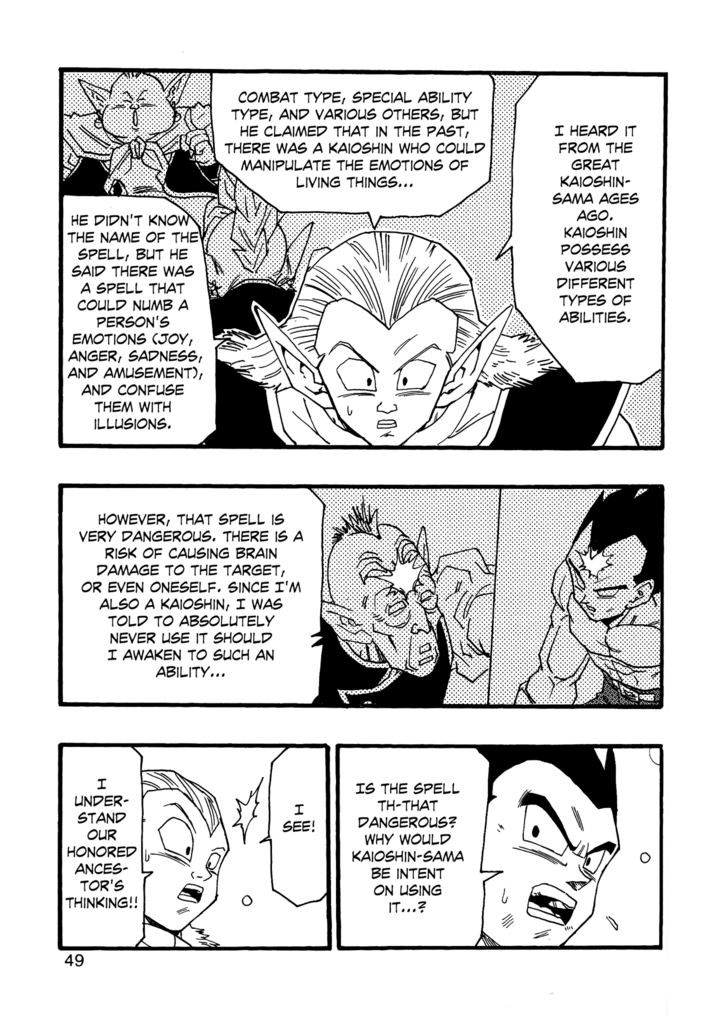 I HEARD IT
FROM THE
GREAT
KAIOSHIN-
SAMA AGES
AGO.
KAIOSHIN
POSSESS
VARIOUS
DIFFERENT
TYPES OF
ABILITIES.
COMBAT TYPE, SPECIAL ABILITY
TYPE, AND VARIOUS OTHERS, BUT
HE CLAIMED THAT IN THE PAST,
THERE WAS A KAIOSHIN WHO COULD
MANIPULATE THE EMOTIONS OF
LIVING THINGS...
HE DIDN'T KNOW
THE NAME OF THE
SPELL, BUT HE
SAID THERE WAS
A SPELL THAT
COULD NUMB A
PERSON'S
EMOTIONS (JOY,
ANGER, SADNESS,
AND AMUSEMENT),
AND CONFUSE
THEM WITH
ILLUSIONS.
HOWEVER, THAT SPELL IS
VERY DANGEROUS. THERE IS A
RISK OF CAUSING BRAIN
DAMAGE TO THE TARGET,
OR EVEN ONESELF. SINCE I'M
ALSO A KAIOSHIN, I WAS
TOLD TO ABSOLUTELY
NEVER USE IT SHOULD
I AWAKEN TO SUCH AN
ABILITY...
IS THE SPELL
TH-THAT
DANGEROUS?
WHY WOULD
KAIOSHIN-SAMA
BE INTENT
ON USING
IT...?
I
SEE!
I
UNDER-
STAND
OUR
HONORED
ANCES-
TOR'S
THINKING!!
49